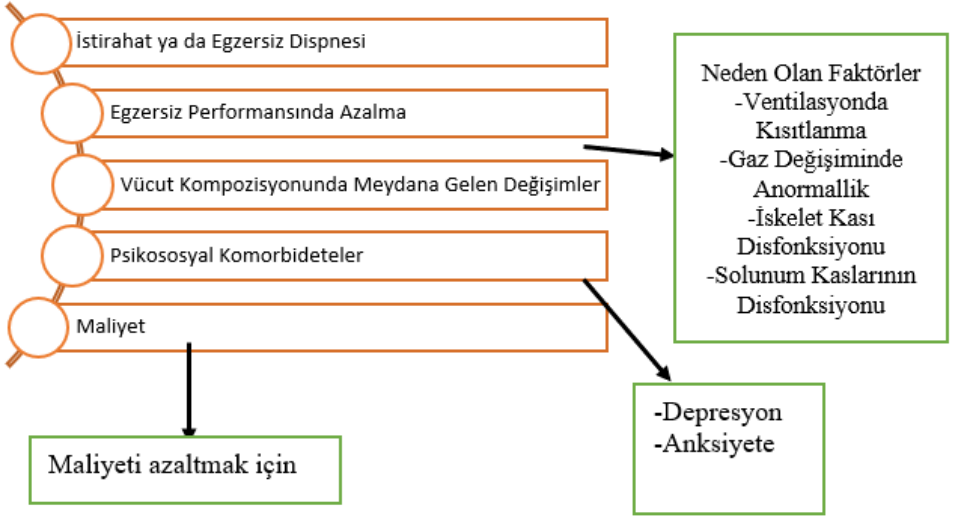 İstirahat ya da Egzersiz Dispnesi
Egzersiz Performansında Azalma
Vücut Kompozisyonunda Meydana Gelen Değişimler
Psikososyal Komorbideteler
Maliyet
Neden Olan Faktörler
-Ventilasyonda
Kısıtlanma
-Gaz Değişiminde
Anormallik
-İskelet Kası
Disfonksiyonu
-Solunum Kaslarının
Disfonksiyonu
-Depresyon
-Anksiyete
Maliyeti azaltmak için